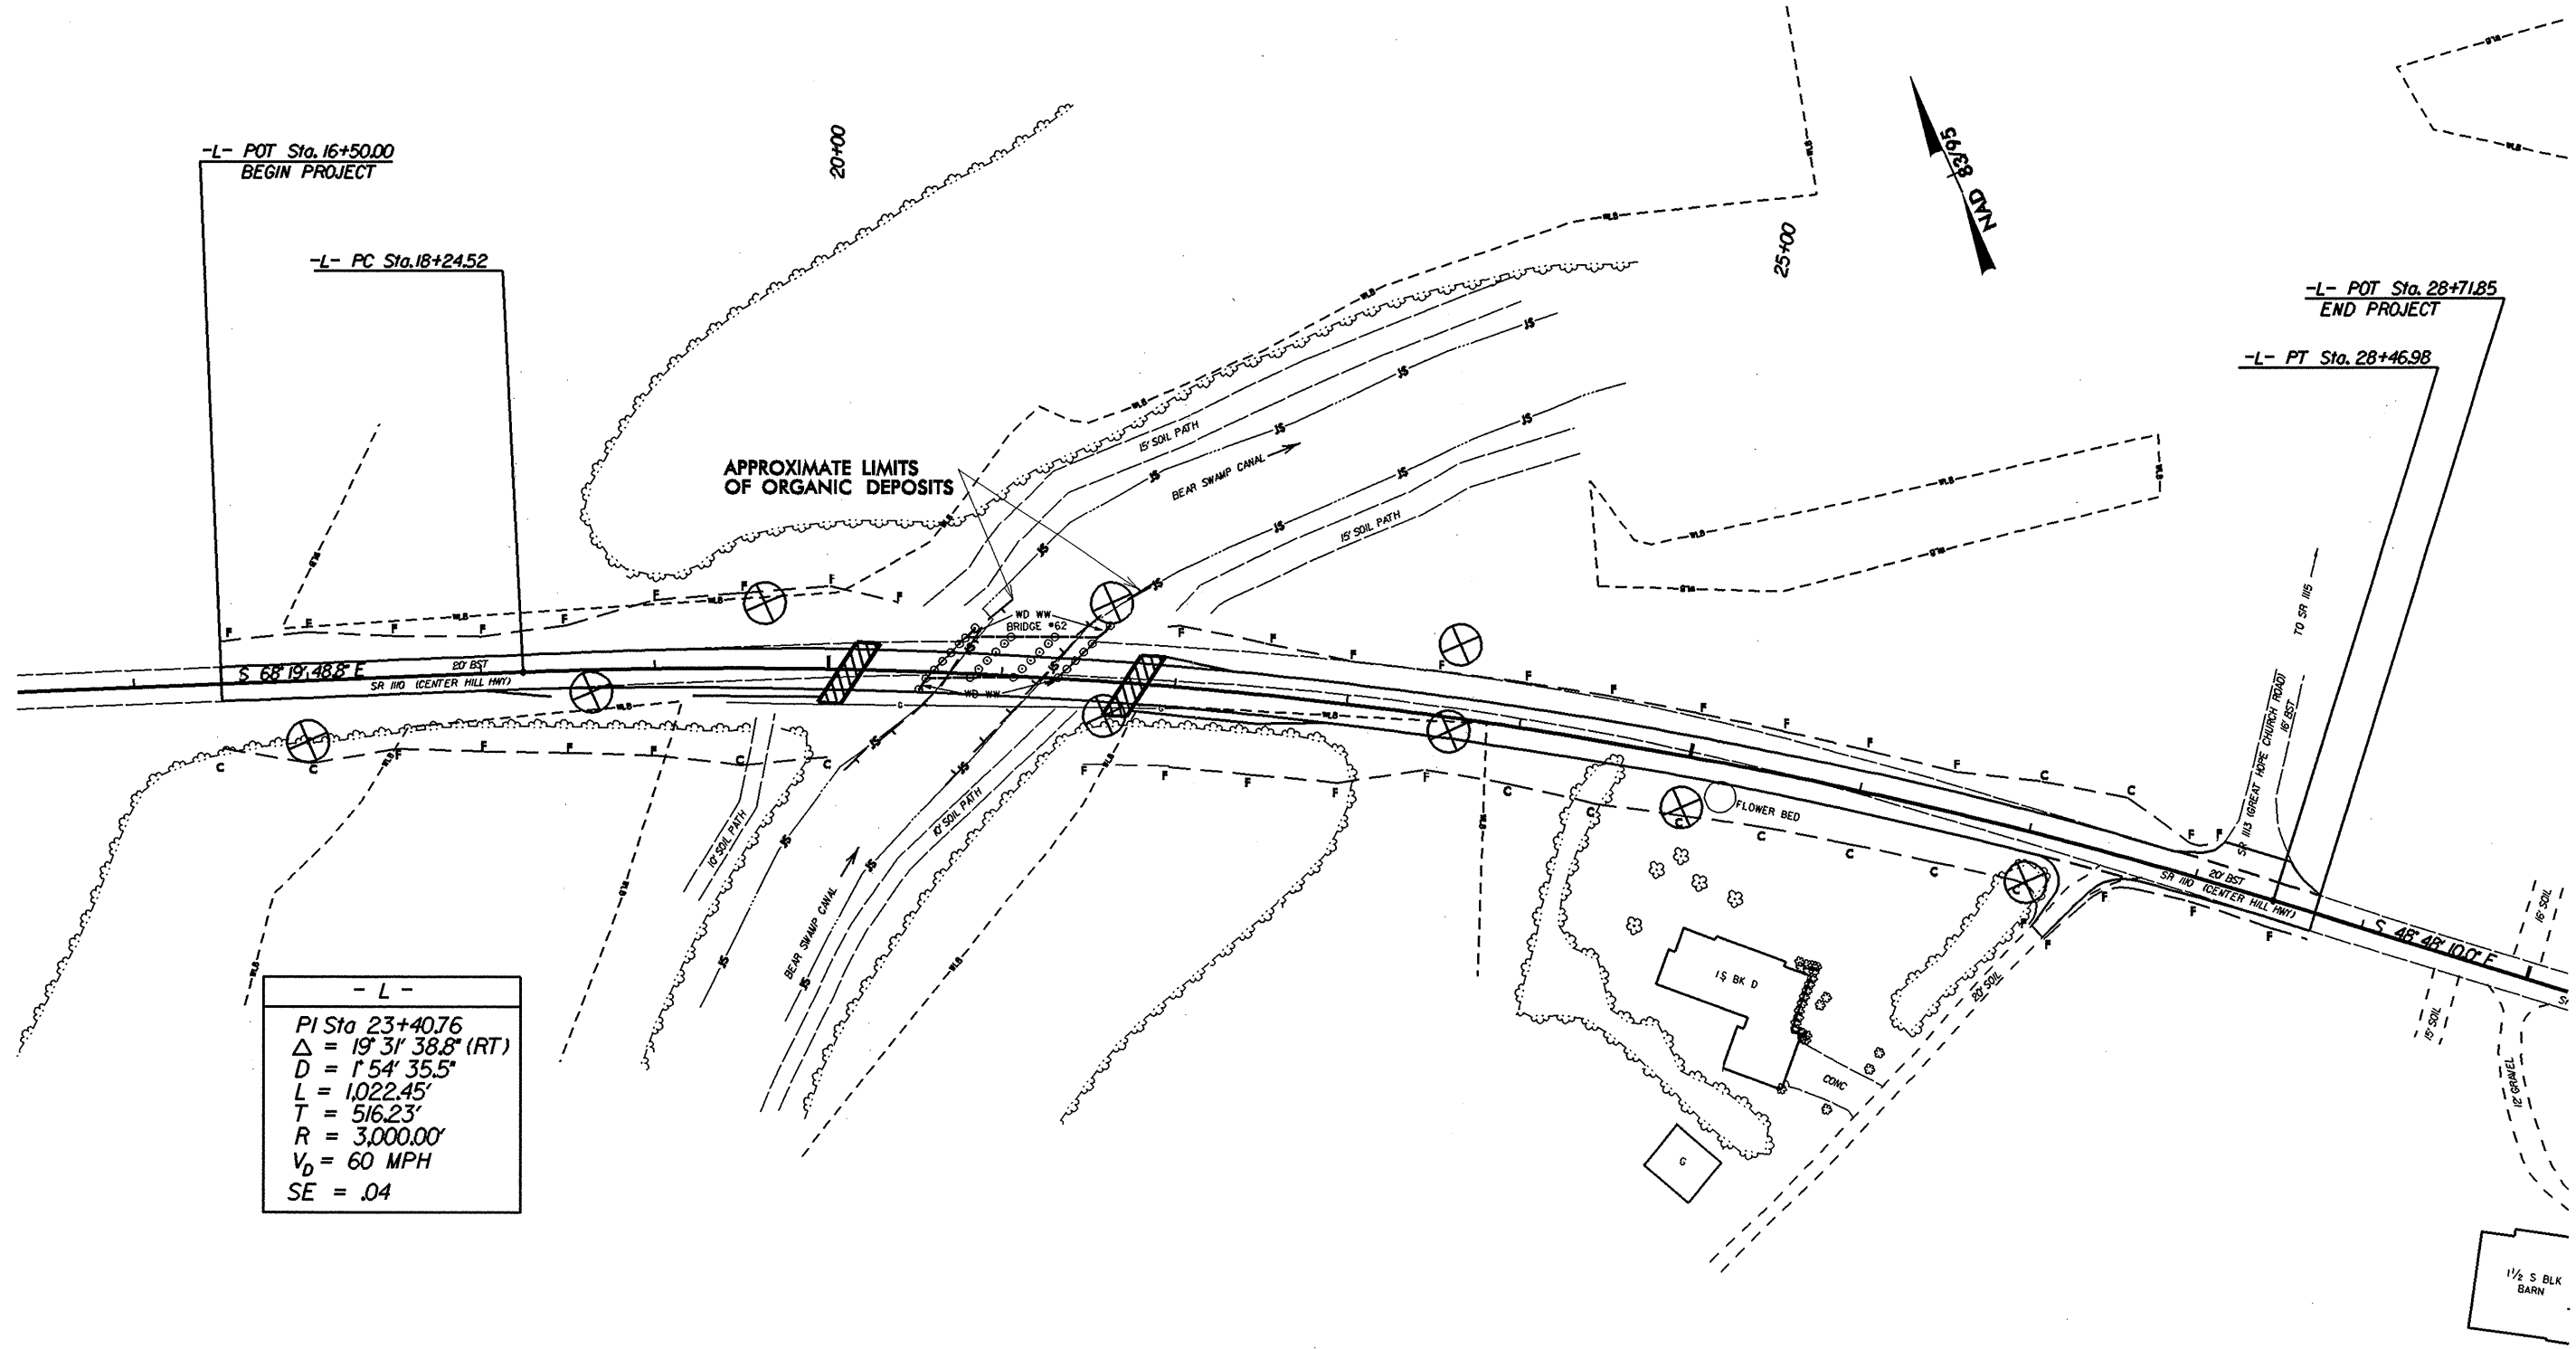 -L- POT Sta. 16+50.00
BEGIN PROJECT
-L- PC Sta. 18+24.52
20+00
25+00
NAD 83/95
-L- POT Sta. 28+71.85
END PROJECT
-L- PT Sta. 28+46.98
APPROXIMATE LIMITS
OF ORGANIC DEPOSITS
15' SOIL PATH
BEAR SWAMP CANAL
15' SOIL PATH
WD WW
BRIDGE #62
WD WW
S 68° 19' 48.8" E
20' BST
SR 1110 (CENTER HILL HWY)
10' SOIL PATH
10' SOIL PATH
BEAR SWAMP CANAL
FLOWER BED
TO SR 1115
SR 1113 (GREAT HOPE CHURCH ROAD)
16' BST
20' BST
SR 1110 (CENTER HILL HWY)
S 48° 48' 10.0" E
16' SOIL
15' SOIL
12' GRAVEL
20' SOIL
1S BK D
CONC
G
1 1/2 S BLK
BARN
- L -
PI Sta 23+40.76
Δ = 19° 31' 38.8" (RT)
D = 1° 54' 35.5"
L = 1,022.45'
T = 516.23'
R = 3,000.00'
VD = 60 MPH
SE = .04